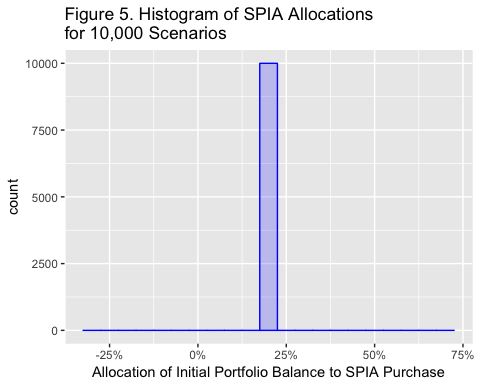 Figure 5. Histogram of SPIA Allocations
for 10,000 Scenarios
10000
7500
5000
2500
0
count
-25%
0%
25%
50%
75%
Allocation of Initial Portfolio Balance to SPIA Purchase